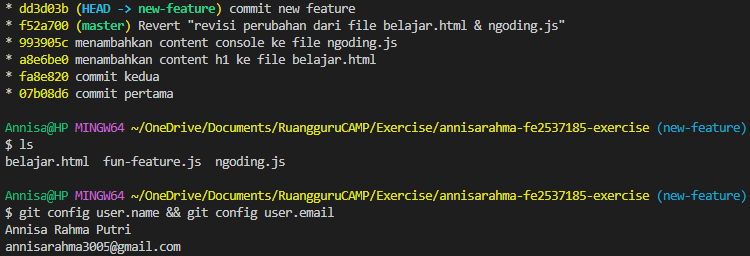 * dd3d03b (HEAD -> new-feature) commit new feature
* f52a700 (master) Revert "revisi perubahan dari file belajar.html & ngoding.js"
* 993905c menambahkan content console ke file ngoding.js
* a8e6be0 menambahkan content h1 ke file belajar.html
* fa8e820 commit kedua
* 07b08d6 commit pertama
Annisa@HP MINGW64 ~/OneDrive/Documents/RuangguruCAMP/Exercise/annisarahma-fe2537185-exercise (new-feature)
$ ls
belajar.html  fun-feature.js  ngoding.js
Annisa@HP MINGW64 ~/OneDrive/Documents/RuangguruCAMP/Exercise/annisarahma-fe2537185-exercise (new-feature)
$ git config user.name && git config user.email
Annisa Rahma Putri
annisarahma3005@gmail.com